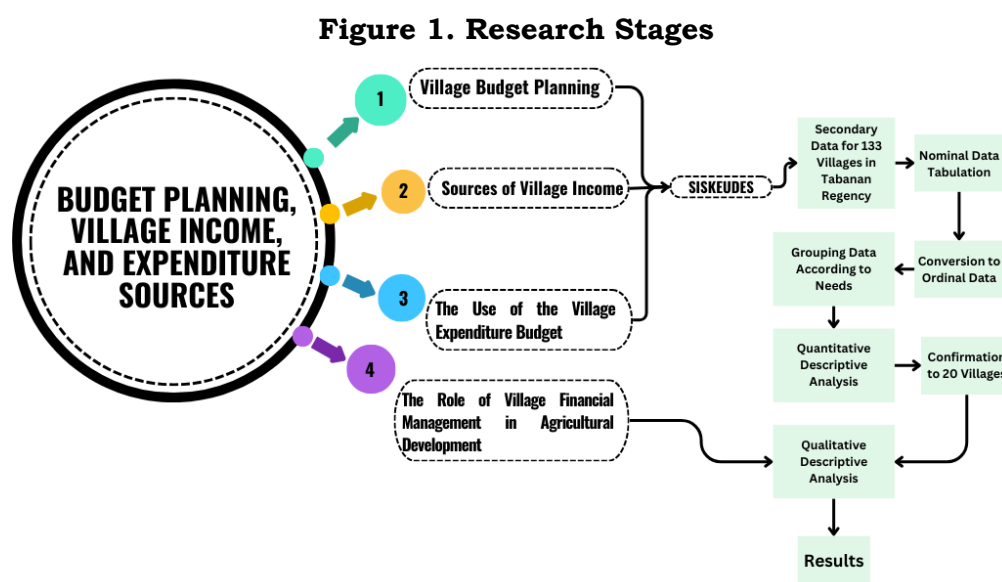 Figure 1. Research Stages
BUDGET PLANNING,
VILLAGE INCOME,
AND EXPENDITURE
SOURCES
1
Village Budget Planning
2
Sources of Village Income
3
The Use of the Village
Expenditure Budget
4
The Role of Village Financial
Management in Agricultural
Development
SISKEUDES
Secondary
Data for 133
Villages in
Tabanan
Regency
Nominal Data
Tabulation
Conversion to
Ordinal Data
Grouping Data
According to
Needs
Quantitative
Descriptive
Analysis
Confirmation
to 20 Villages
Qualitative
Descriptive
Analysis
Results